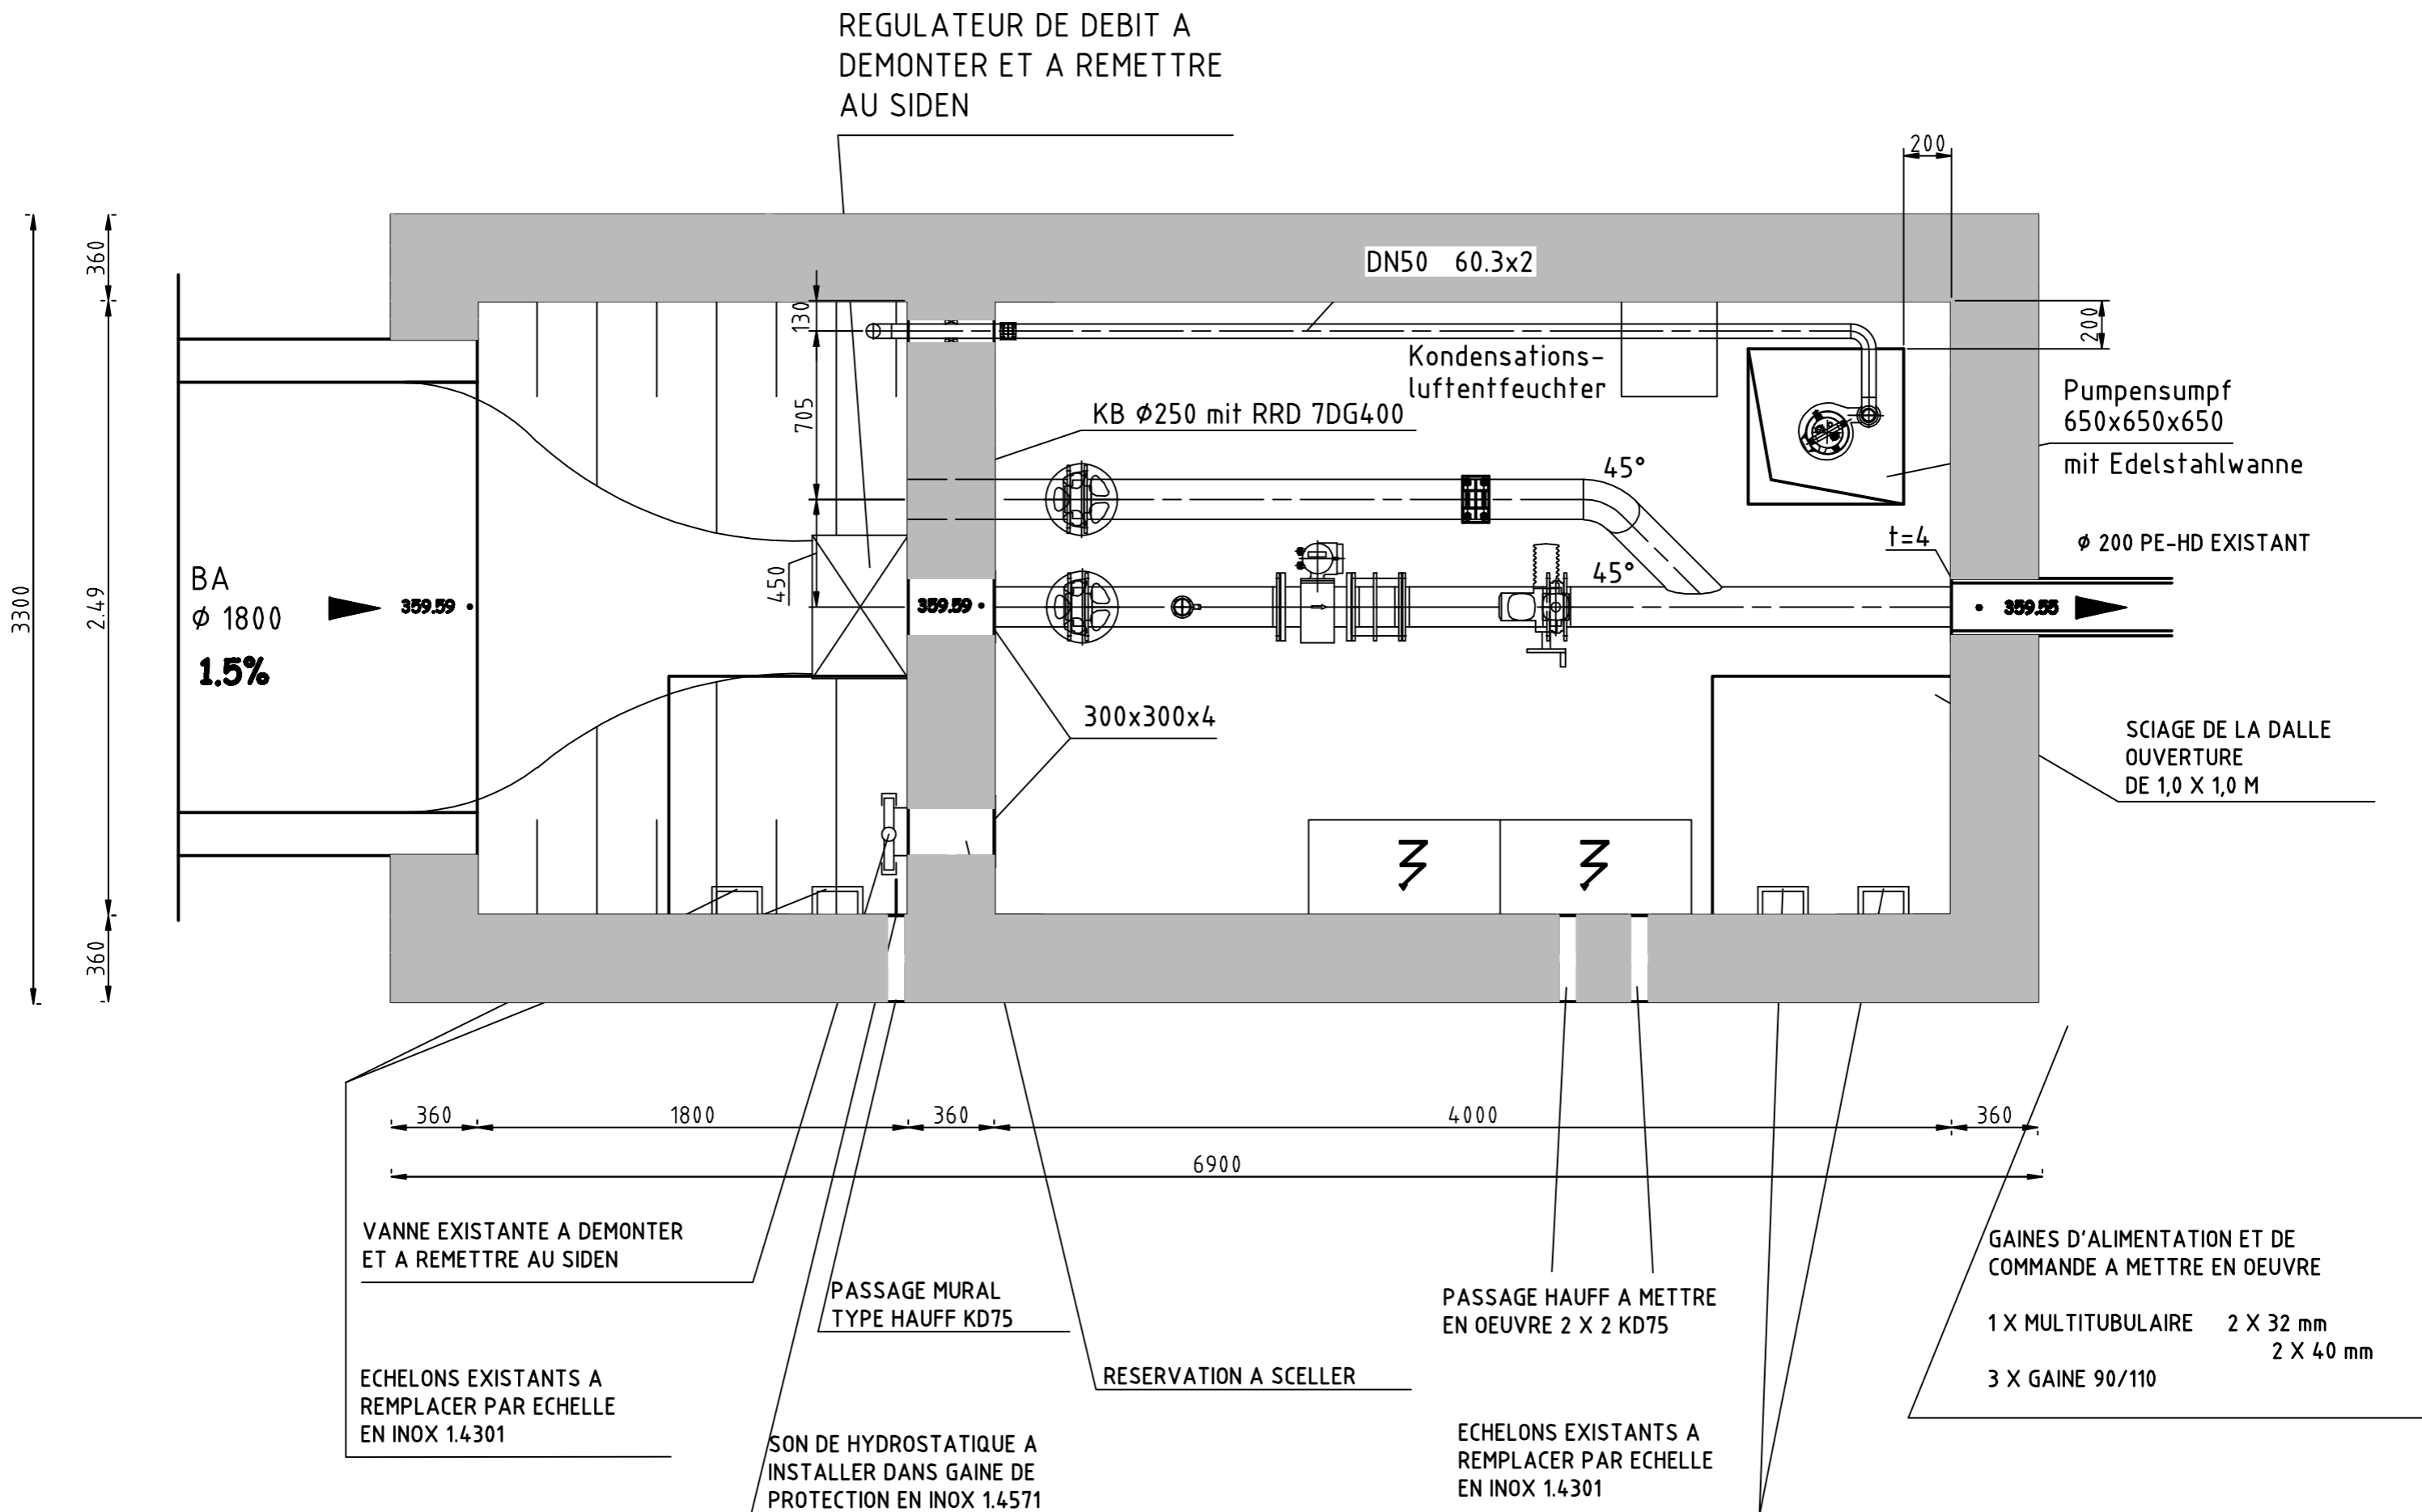 REGULATEUR DE DEBIT A
DEMONTER ET A REMETTRE
AU SIDEN
200
3300
360
2.49
360
DN50 60.3x2
130
705
450
200
Kondensations-
luftentfeuchter
KB Φ250 mit RRD 7DG400
Pumpensumpf
650x650x650
mit Edelstahlwanne
45°
t=4
Φ 200 PE-HD EXISTANT
45°
BA
Φ 1800
1.5%
359.59
359.59
359.55
300x300x4
SCIAGE DE LA DALLE
OUVERTURE
DE 1,0 X 1,0 M
360
1800
360
4000
360
6900
VANNE EXISTANTE A DEMONTER
ET A REMETTRE AU SIDEN
PASSAGE MURAL
TYPE HAUFF KD75
PASSAGE HAUFF A METTRE
EN OEUVRE 2 X 2 KD75
GAINES D'ALIMENTATION ET DE
COMMANDE A METTRE EN OEUVRE
1 X MULTITUBULAIRE 2 X 32 mm
2 X 40 mm
3 X GAINE 90/110
ECHELONS EXISTANTS A
REMPLACER PAR ECHELLE
EN INOX 1.4301
RESERVATION A SCELLER
SON DE HYDROSTATIQUE A
INSTALLER DANS GAINE DE
PROTECTION EN INOX 1.4571
ECHELONS EXISTANTS A
REMPLACER PAR ECHELLE
EN INOX 1.4301